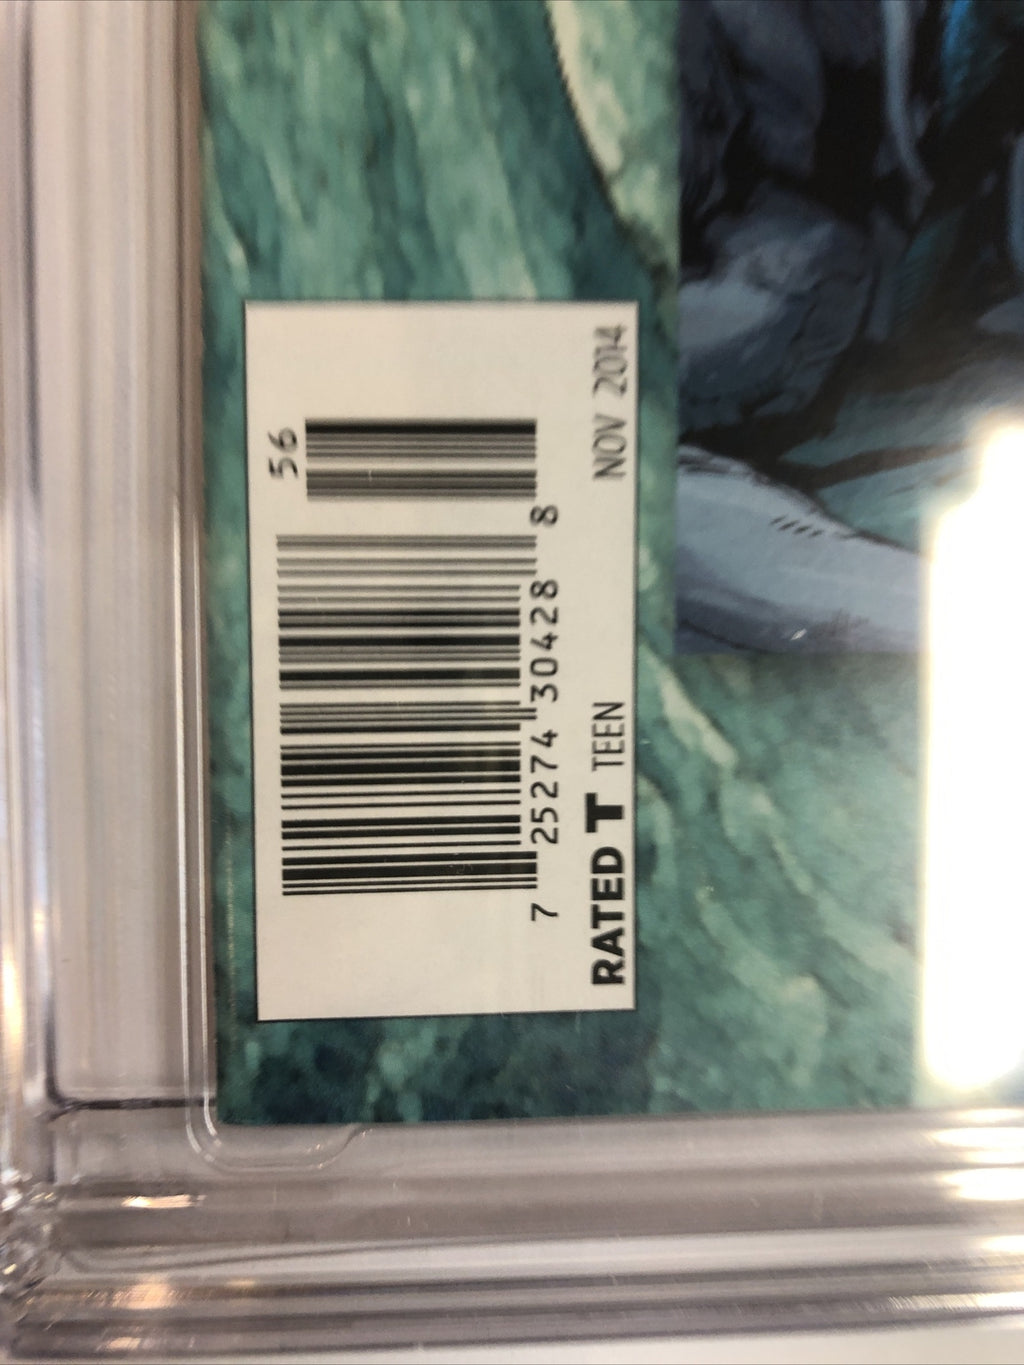 56
7 25274 30428 8
RATED T TEEN NOV 2014